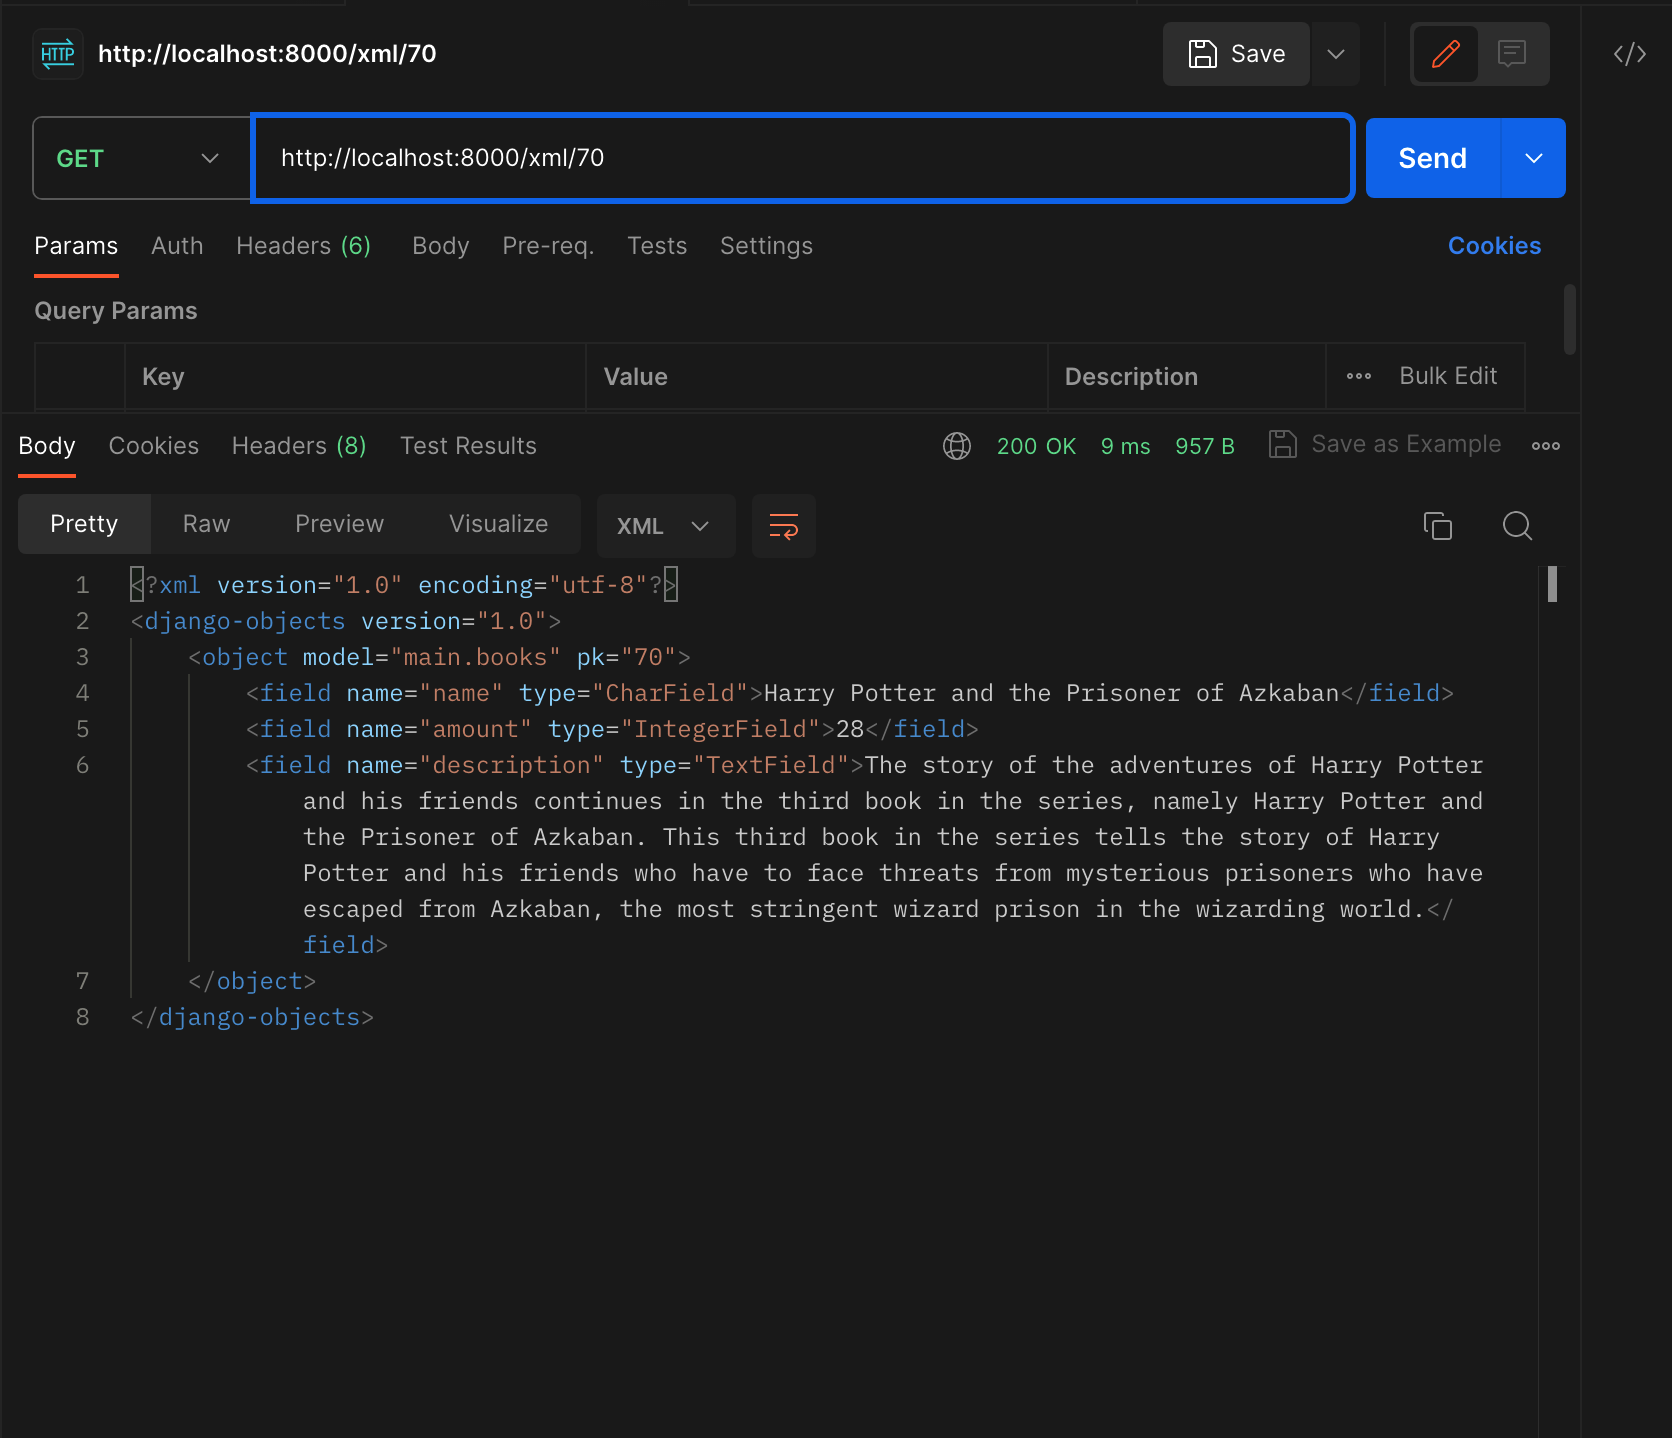 HTTP http://localhost:8000/xml/70 Save </>
GET http://localhost:8000/xml/70 Send
Params Auth Headers (6) Body Pre-req. Tests Settings Cookies
Query Params
Key Value Description ooo Bulk Edit
Body Cookies Headers (8) Test Results 200 OK 9 ms 957 B Save as Example ooo
Pretty Raw Preview Visualize XML
1 <?xml version="1.0" encoding="utf-8"?>
2 <django-objects version="1.0">
3 <object model="main.books" pk="70">
4 <field name="name" type="CharField">Harry Potter and the Prisoner of Azkaban</field>
5 <field name="amount" type="IntegerField">28</field>
6 <field name="description" type="TextField">The story of the adventures of Harry Potter
and his friends continues in the third book in the series, namely Harry Potter and
the Prisoner of Azkaban. This third book in the series tells the story of Harry
Potter and his friends who have to face threats from mysterious prisoners who have
escaped from Azkaban, the most stringent wizard prison in the wizarding world.</
field>
7 </object>
8 </django-objects>